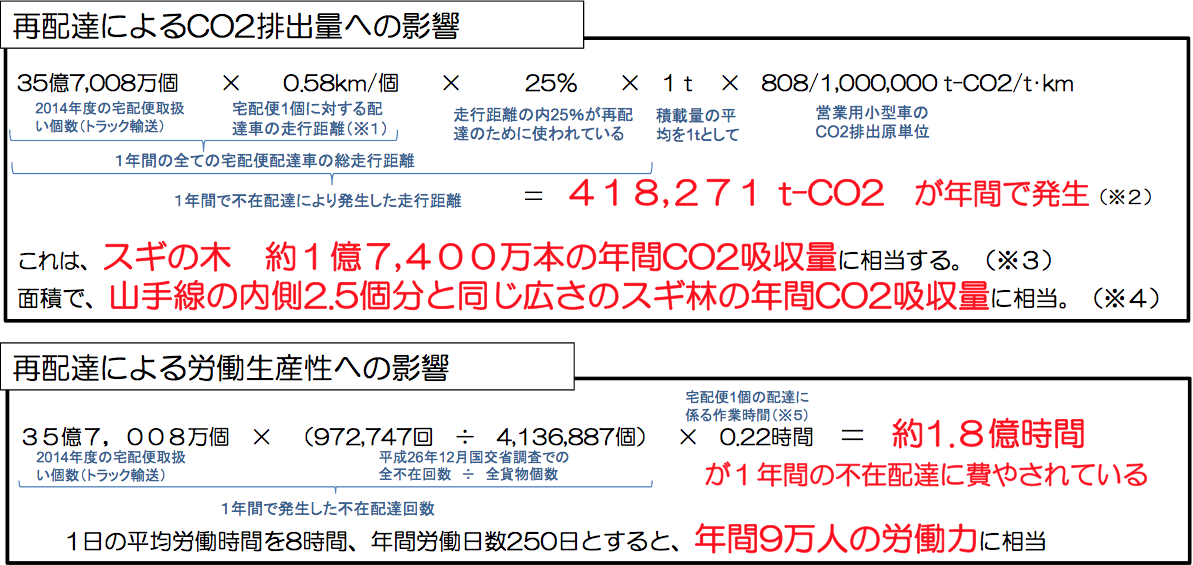 再配達によるCO2排出量への影響
35億7,008万個 × 0.58km/個 × 25% × 1t × 808/1,000,000 t-CO2/t・km
2014年度の宅配便取扱
い個数(トラック輸送)
宅配便1個に対する配
達車の走行距離(※1)
走行距離の内25%が再配
達のために使われている
積載量の平
均を1tとして
営業用小型車の
CO2排出原単位
1年間の全ての宅配便配達車の総走行距離
1年間で不在配達により発生した走行距離
= 418,271 t-CO2 が年間で発生(※2)
これは、スギの木 約1億7,400万本の年間CO2吸収量に相当する。(※3)
面積で、山手線の内側2.5個分と同じ広さのスギ林の年間CO2吸収量に相当。(※4)
再配達による労働生産性への影響
宅配便1個の配達に
係る作業時間(※5)
35億7,008万個 × (972,747回 ÷ 4,136,887個) × 0.22時間 = 約1.8億時間
2014年度の宅配便取扱
い個数(トラック輸送)
平成26年12月国交省調査での
全不在回数 ÷ 全貨物個数
が1年間の不在配達に費やされている
1年間で発生した不在配達回数
1日の平均労働時間を8時間、年間労働日数250日とすると、年間9万人の労働力に相当